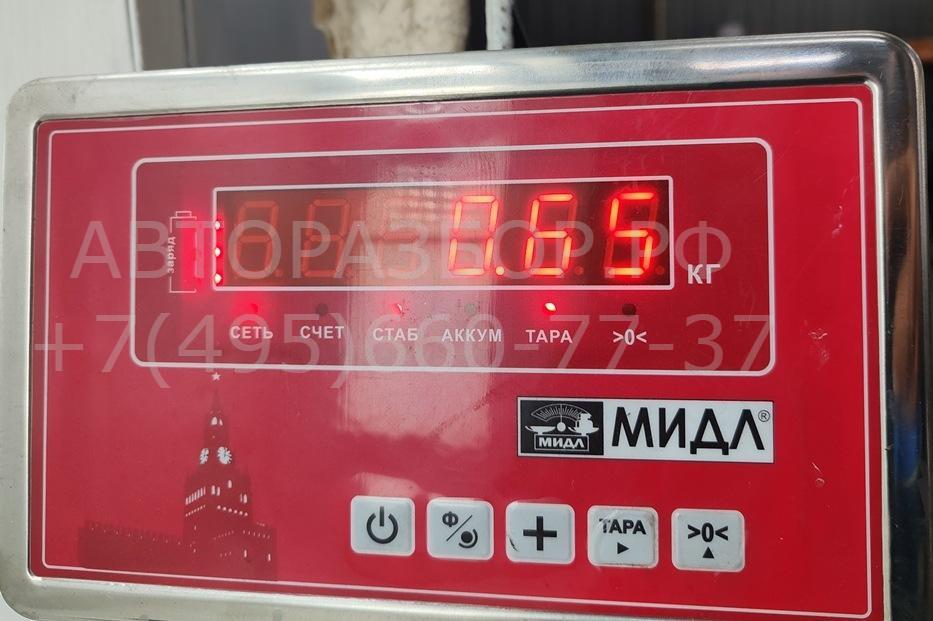 0.65
КГ
заряд
АВТОРАЗБОР.РФ
СЕТЬ СЧЕТ СТАБ АККУМ ТАРА >0<
+7(495)660-77-37
МИДЛ МИДЛ®
Ф
+
ТАРА
>0<